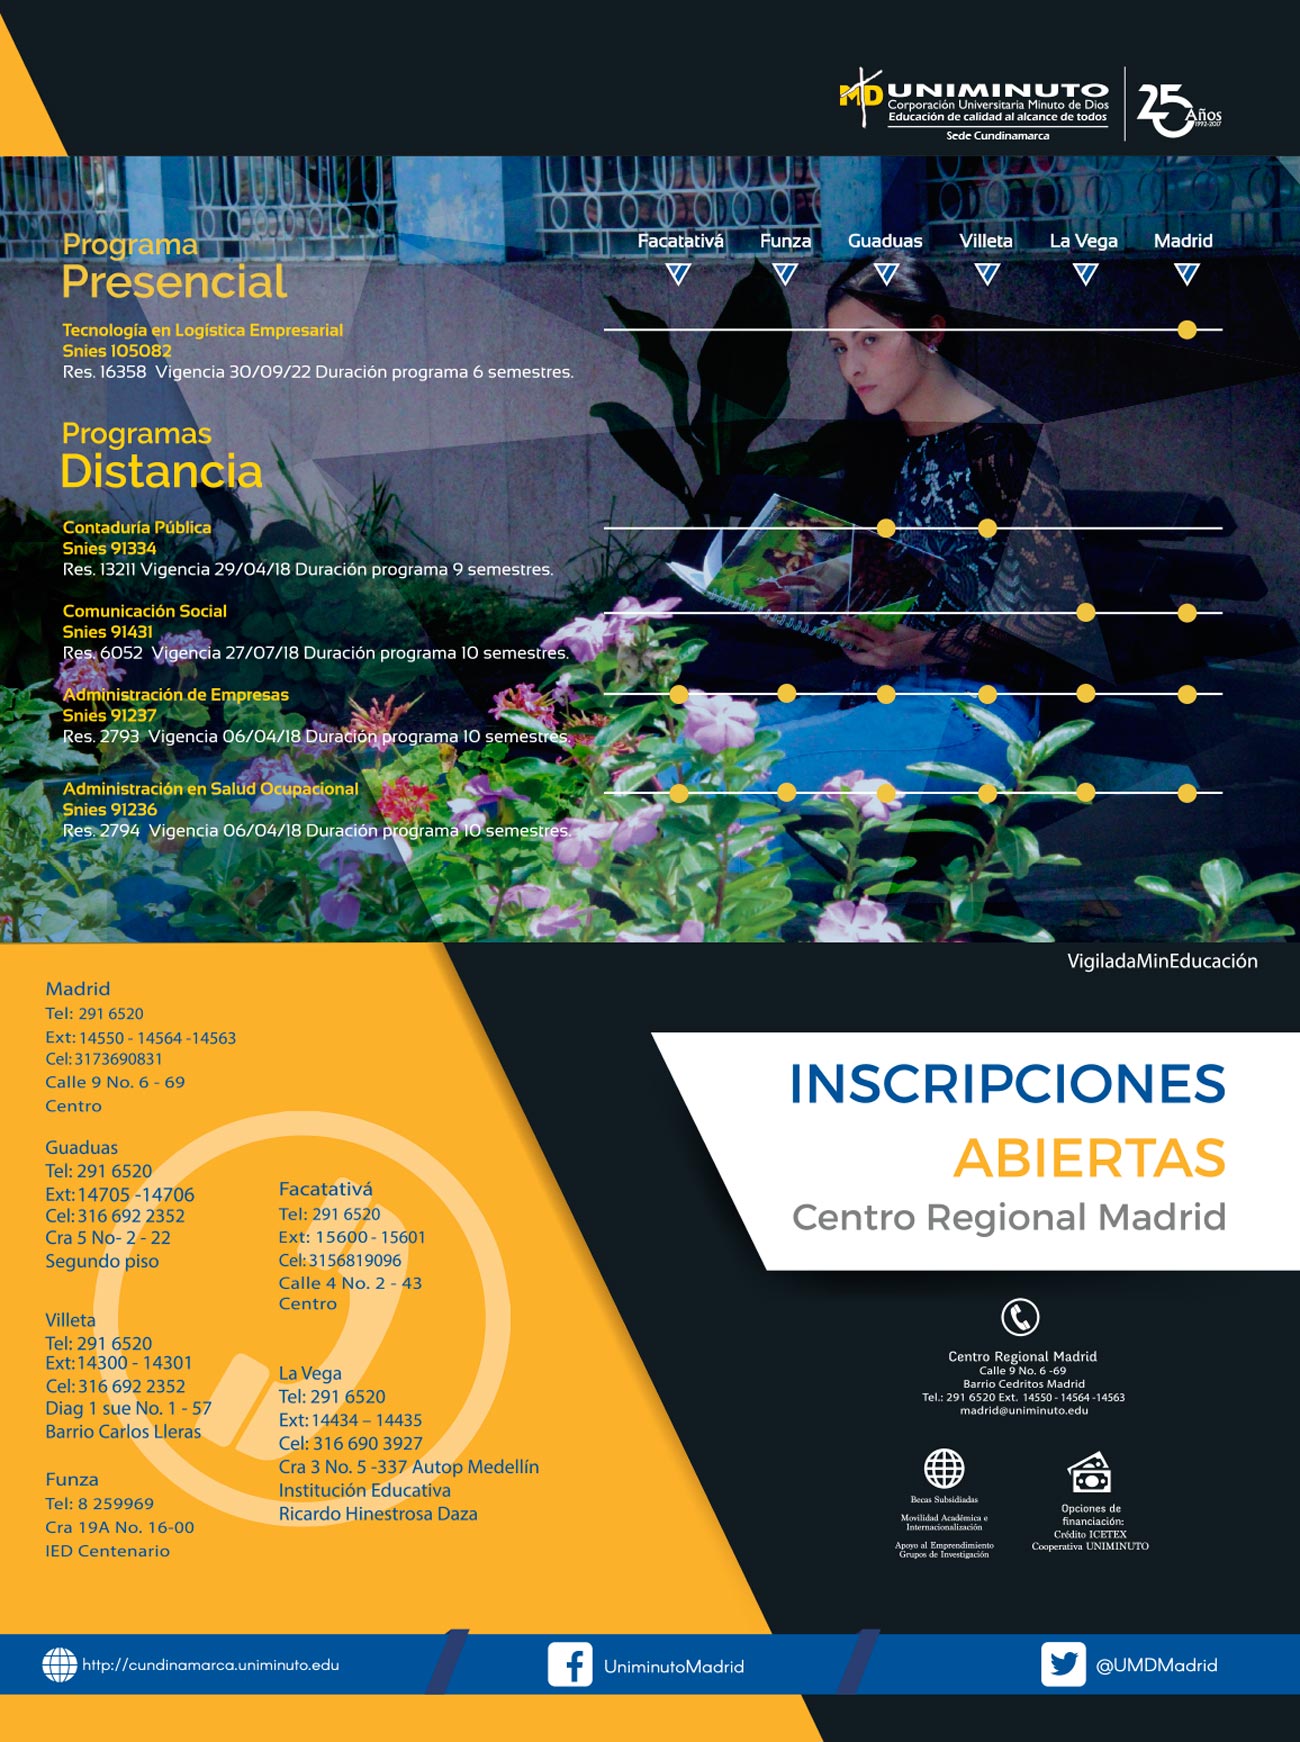 MD UNIMINUTO
Corporación Universitaria Minuto de Dios
Educación de calidad al alcance de todos
Sede Cundinamarca
25 Años
1992-2017
Programa
Presencial
Facatativá Funza Guaduas Villeta La Vega Madrid
Tecnología en Logística Empresarial
Snies 105082
Res. 16358 Vigencia 30/09/22 Duración programa 6 semestres.
Programas
Distancia
Contaduría Pública
Snies 91334
Res. 13211 Vigencia 29/04/18 Duración programa 9 semestres.
Comunicación Social
Snies 91431
Res. 6052 Vigencia 27/07/18 Duración programa 10 semestres.
Administración de Empresas
Snies 91237
Res. 2793 Vigencia 06/04/18 Duración programa 10 semestres.
Administración en Salud Ocupacional
Snies 91236
Res. 2794 Vigencia 06/04/18 Duración programa 10 semestres.
VigiladaMinEducación
Madrid
Tel: 291 6520
Ext: 14550 - 14564 -14563
Cel: 3173690831
Calle 9 No. 6 - 69
Centro
Guaduas
Tel: 291 6520
Ext: 14705 -14706
Cel: 316 692 2352
Cra 5 No- 2 - 22
Segundo piso
Villeta
Tel: 291 6520
Ext: 14300 - 14301
Cel: 316 692 2352
Diag 1 sue No. 1 - 57
Barrio Carlos Lleras
Funza
Tel: 8 259969
Cra 19A No. 16-00
IED Centenario
Facatativá
Tel: 291 6520
Ext: 15600 - 15601
Cel: 3156819096
Calle 4 No. 2 - 43
Centro
La Vega
Tel: 291 6520
Ext: 14434 – 14435
Cel: 316 690 3927
Cra 3 No. 5 -337 Autop Medellín
Institución Educativa
Ricardo Hinestrosa Daza
INSCRIPCIONES
ABIERTAS
Centro Regional Madrid
Centro Regional Madrid
Calle 9 No. 6 -69
Barrio Cedritos Madrid
Tel.: 291 6520 Ext. 14550 - 14564 -14563
madrid@uniminuto.edu
Becas Subsidiadas
Movilidad Académica e
Internacionalización
Apoyo al Emprendimiento
Grupos de Investigación
Opciones de
financiación:
Crédito ICETEX
Cooperativa UNIMINUTO
http://cundinamarca.uniminuto.edu
UniminutoMadrid
@UMDMadrid